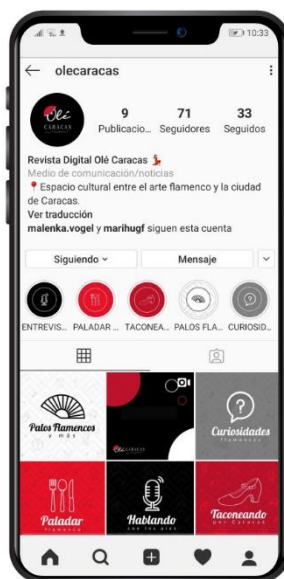 10:33
olecaracas
Olé
CARACAS
9 71 33
Publicacio... Seguidores Seguidos
Revista Digital Olé Caracas
Medio de comunicación/noticias
Espacio cultural entre el arte flamenco y la ciudad
de Caracas.
Ver traducción
malenka.vogel y marihugf siguen esta cuenta
Siguiendo Mensaje
ENTREVIS... PALADAR ... TACONEA... PALOS FLA... CURIOSID...
Palos Flamencos
y más
Olé CARACAS
Curiosidades
flamencas
Paladar
Hablando
con los pies
Taconeando
por Caracas